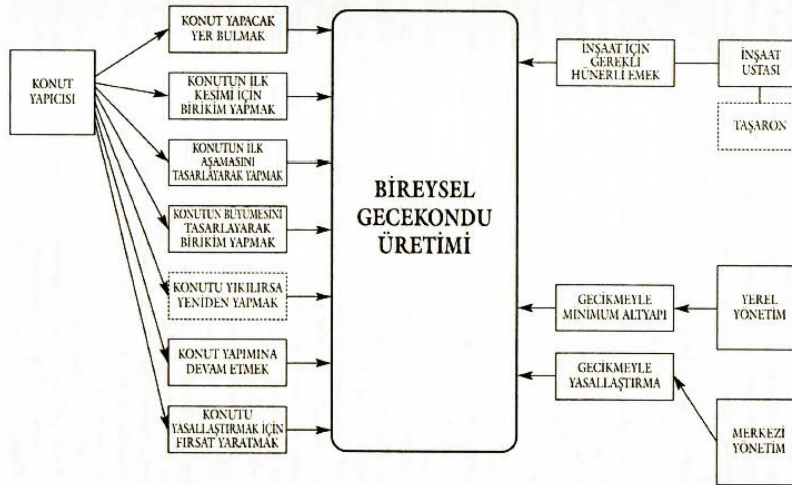 KONUT
YAPICISI
KONUT YAPACAK
YER BULMAK
KONUTUN İLK
KESİMİ İÇİN
BİRİKİM YAPMAK
KONUTUN İLK
AŞAMASINI
TASARLAYARAK YAPMAK
KONUTUN BÜYÜMESİNİ
TASARLAYARAK
BİRİKİM YAPMAK
KONUTU YIKILIRSA
YENİDEN YAPMAK
KONUT YAPIMINA
DEVAM ETMEK
KONUTU
YASALLAŞTIRMAK İÇİN
FIRSAT YARATMAK
BİREYSEL
GECEKONDU
ÜRETİMİ
İNŞAAT İÇİN
GEREKLİ
HÜNERLİ EMEK
İNŞAAT
USTASI
TAŞARON
GECİKMEYLE
MINIMUM ALTYAPI
YEREL
YÖNETİM
GECİKMEYLE
YASALLAŞTIRMA
MERKEZİ
YÖNETİM